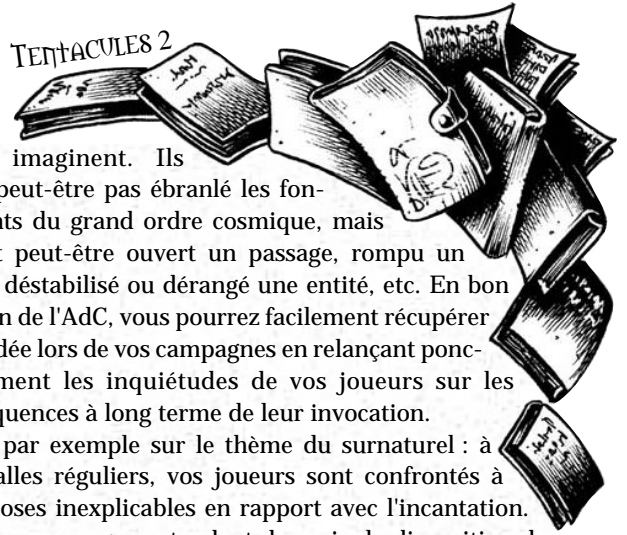 TENTACULES 2
imaginent. Ils
peut-être pas ébranlé les fon-
ts du grand ordre cosmique, mais
t peut-être ouvert un passage, rompu un
déstabilisé ou dérangé une entité, etc. En bon
n de l'AdC, vous pourrez facilement récupérer
dée lors de vos campagnes en relançant ponc-
ment les inquiétudes de vos joueurs sur les
quences à long terme de leur invocation.
par exemple sur le thème du surnaturel : à
alles réguliers, vos joueurs sont confrontés à
oses inexplicables en rapport avec l'incantation.